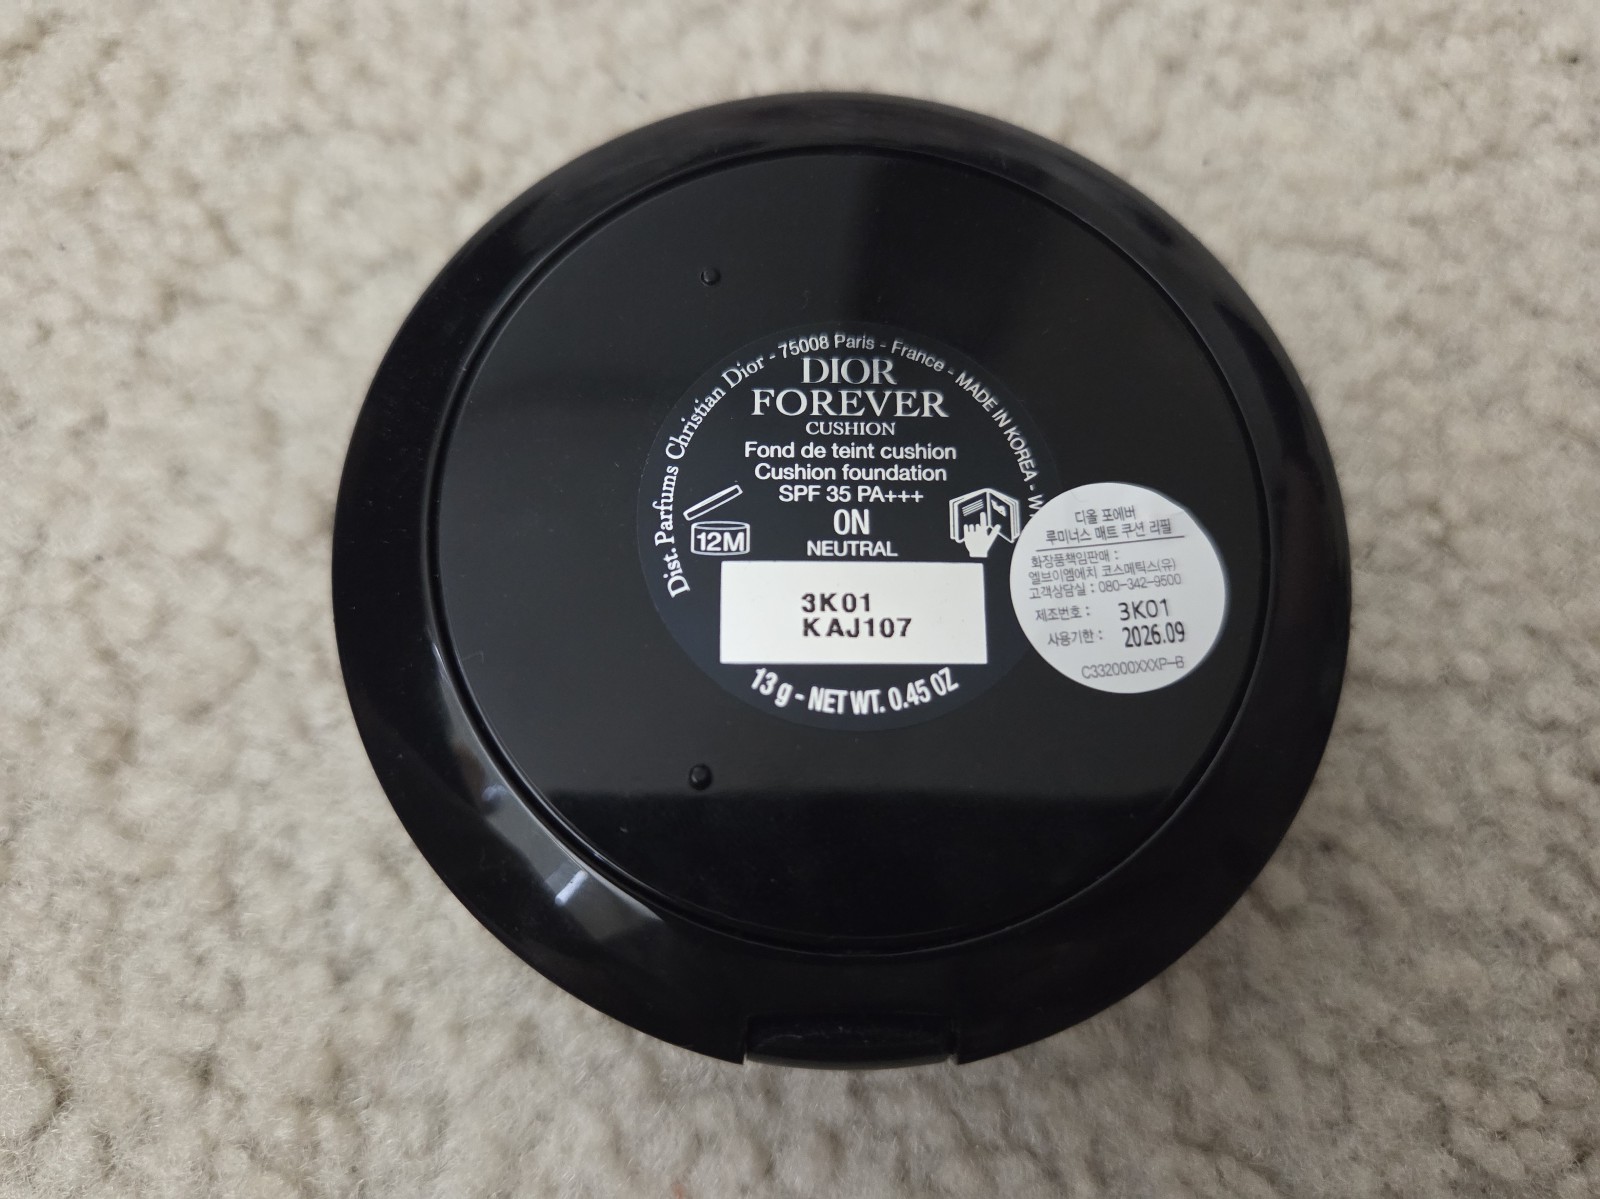 Dist. Parfums Christian Dior - 75008 Paris - France - MADE IN KOREA -
DIOR
FOREVER
CUSHION
Fond de teint cushion
Cushion foundation
SPF 35 PA+++
0N
NEUTRAL
12M
3K01
KAJ107
13 g - NET WT. 0.45 OZ
디올 포에버
루미너스 매트 쿠션 리필
화장품책임판매 :
엘브이엠에치 코스메틱스(유)
고객상담실 : 080-342-9500
제조번호 : 3K01
사용기한 : 2026.09
C332000XXXP-B